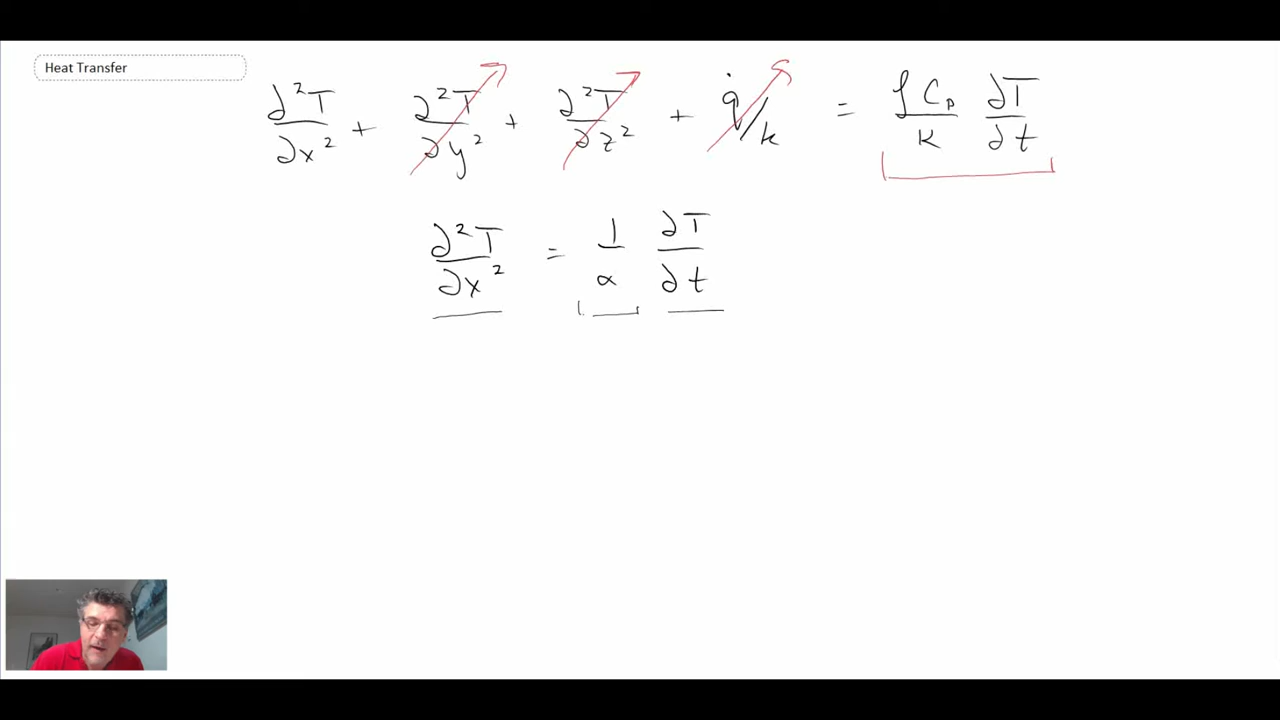 Heat Transfer
∂²T/∂x² + ∂²T/∂y² + ∂²T/∂z² + q̇/k = ρCₚ/k ∂T/∂t
∂²T/∂x² = 1/α ∂T/∂t